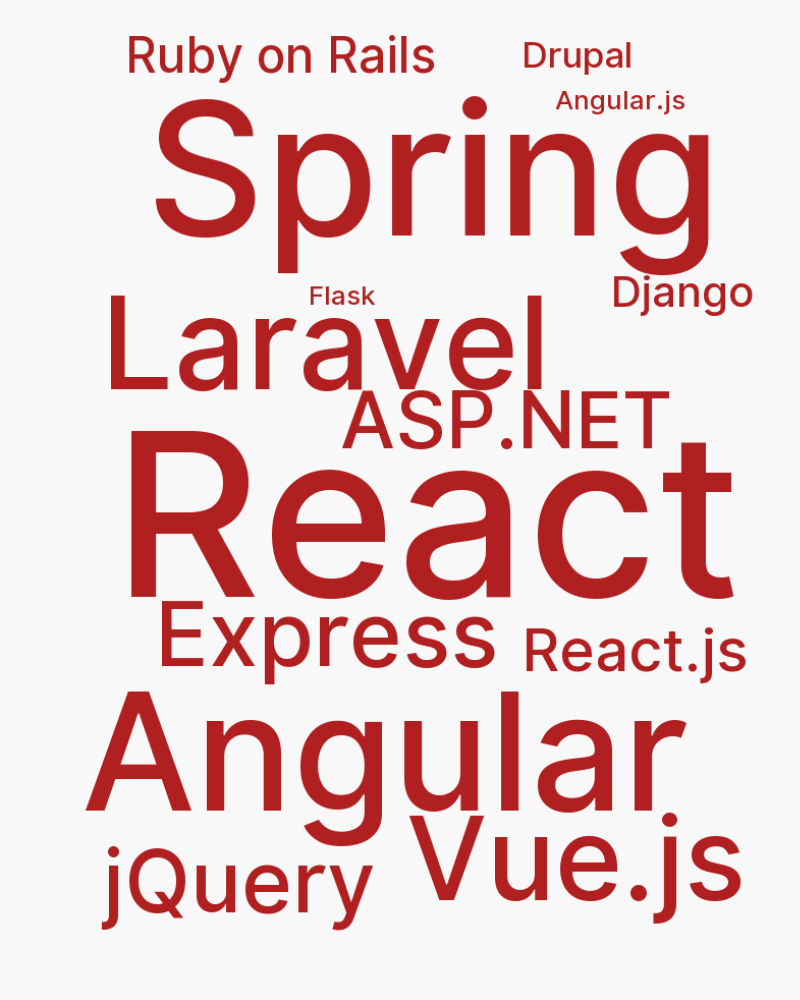 Ruby on Rails
Drupal
Angular.js
Spring
Django
Flask
Laravel
ASP.NET
React
Express
React.js
Angular
Vue.js
jQuery